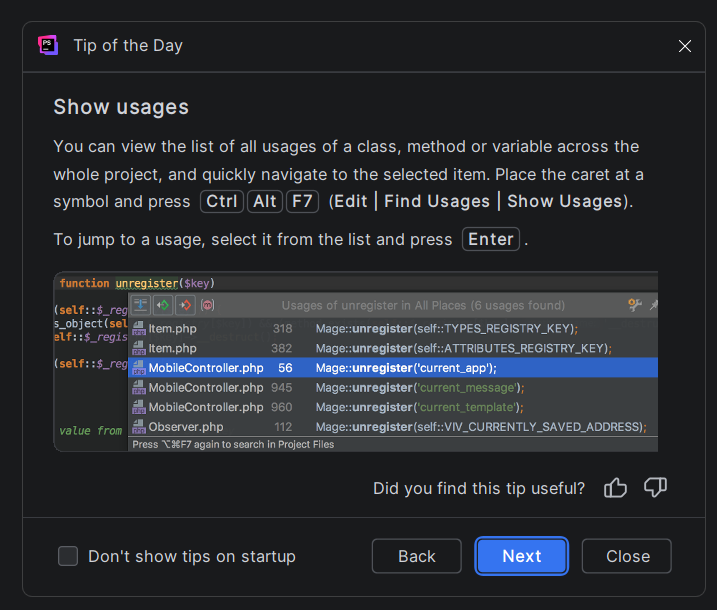 PS
Tip of the Day
Show usages
You can view the list of all usages of a class, method or variable across the
whole project, and quickly navigate to the selected item. Place the caret at a
symbol and press Ctrl Alt F7 (Edit | Find Usages | Show Usages).
To jump to a usage, select it from the list and press Enter .
function unregister($key)
(self::$_reg
s_object(sel
elf::$_regis
(self::$_reg
value from
Usages of unregister in All Places (6 usages found)
Item.php 318 Mage::unregister(self::TYPES_REGISTRY_KEY);
Item.php 382 Mage::unregister(self::ATTRIBUTES_REGISTRY_KEY);
MobileController.php 56 Mage::unregister('current_app');
MobileController.php 945 Mage::unregister('current_message');
MobileController.php 960 Mage::unregister('current_template');
Observer.php 112 Mage::unregister(self::VIV_CURRENTLY_SAVED_ADDRESS);
Press ⌥⌘F7 again to search in Project Files
Did you find this tip useful?
Don't show tips on startup
Back
Next
Close